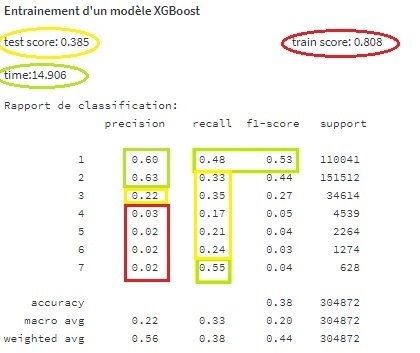 Entrainement d'un modèle XGBoost
test score: 0.385 train score: 0.808
time:14.906
Rapport de classification:
precision recall f1-score support
1 0.60 0.48 0.53 110041
2 0.63 0.33 0.44 151512
3 0.22 0.35 0.27 34614
4 0.03 0.17 0.05 4539
5 0.02 0.21 0.04 2264
6 0.02 0.24 0.03 1274
7 0.02 0.55 0.04 628
accuracy 0.38 304872
macro avg 0.22 0.33 0.20 304872
weighted avg 0.56 0.38 0.44 304872